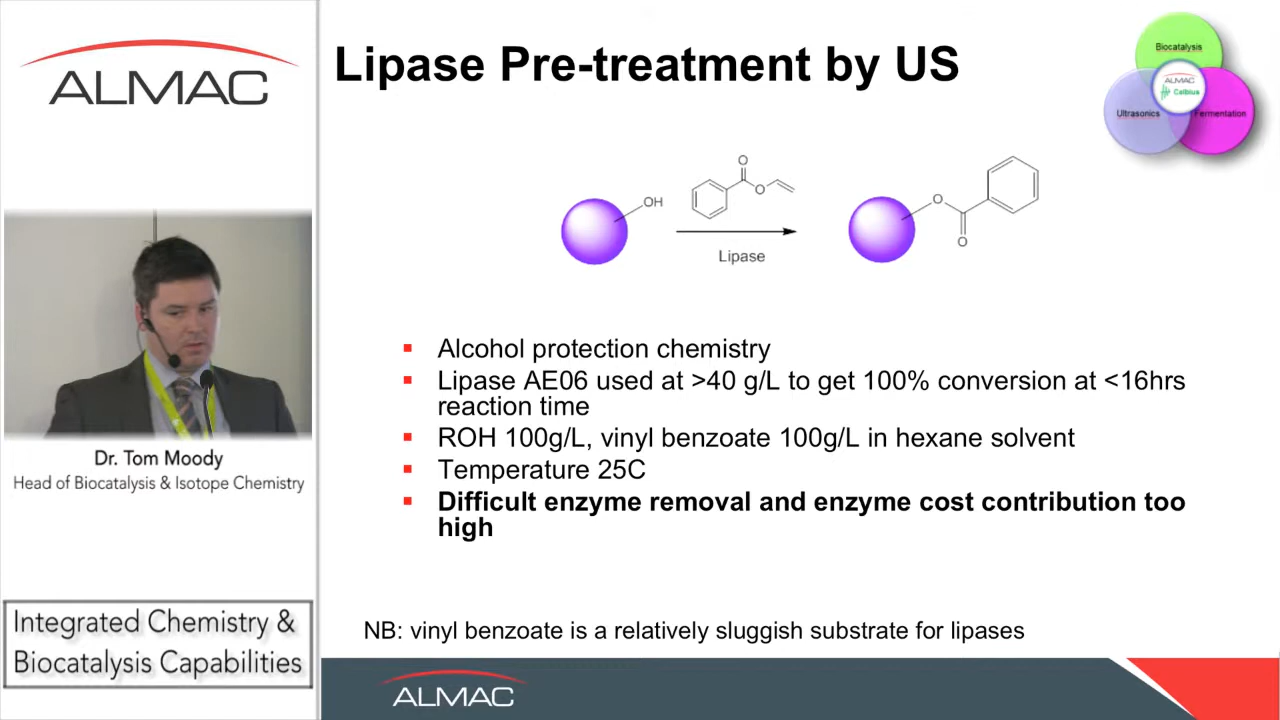 ALMAC
Lipase Pre-treatment by US
Biocatalysis
ALMAC
Celbius
Ultrasonics
Fermentation
OH
O
O
Lipase
O
O
Alcohol protection chemistry
Lipase AE06 used at >40 g/L to get 100% conversion at <16hrs
reaction time
ROH 100g/L, vinyl benzoate 100g/L in hexane solvent
Temperature 25C
Difficult enzyme removal and enzyme cost contribution too
high
Dr. Tom Moody
Head of Biocatalysis & Isotope Chemistry
Integrated Chemistry &
Biocatalysis Capabilities
NB: vinyl benzoate is a relatively sluggish substrate for lipases
ALMAC